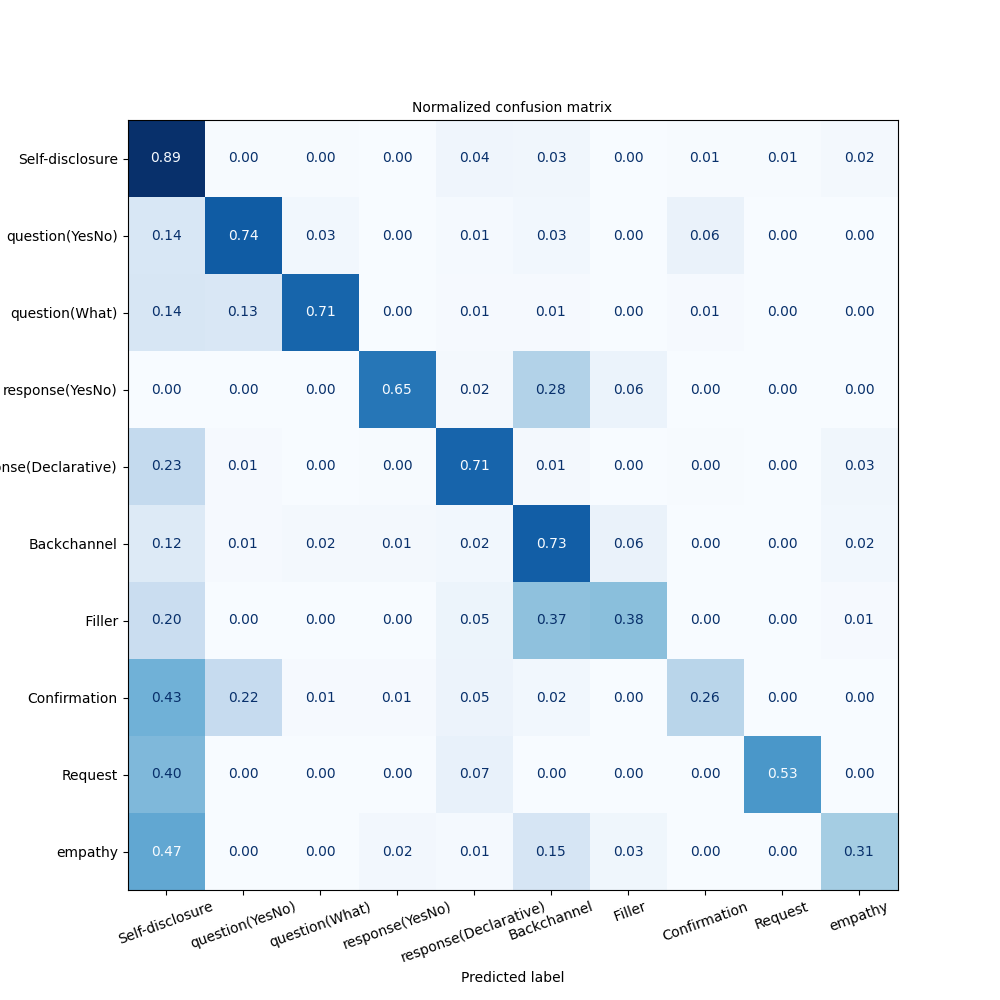 Normalized confusion matrix
Self-disclosure 0.89 0.00 0.00 0.00 0.04 0.03 0.00 0.01 0.01 0.02
question(YesNo) 0.14 0.74 0.03 0.00 0.01 0.03 0.00 0.06 0.00 0.00
question(What) 0.14 0.13 0.71 0.00 0.01 0.01 0.00 0.01 0.00 0.00
response(YesNo) 0.00 0.00 0.00 0.65 0.02 0.28 0.06 0.00 0.00 0.00
nse(Declarative) 0.23 0.01 0.00 0.00 0.71 0.01 0.00 0.00 0.00 0.03
Backchannel 0.12 0.01 0.02 0.01 0.02 0.73 0.06 0.00 0.00 0.02
Filler 0.20 0.00 0.00 0.00 0.05 0.37 0.38 0.00 0.00 0.01
Confirmation 0.43 0.22 0.01 0.01 0.05 0.02 0.00 0.26 0.00 0.00
Request 0.40 0.00 0.00 0.00 0.07 0.00 0.00 0.00 0.53 0.00
empathy 0.47 0.00 0.00 0.02 0.01 0.15 0.03 0.00 0.00 0.31
Self-disclosure question(YesNo) question(What) response(YesNo) response(Declarative) Backchannel Filler Confirmation Request empathy
Predicted label